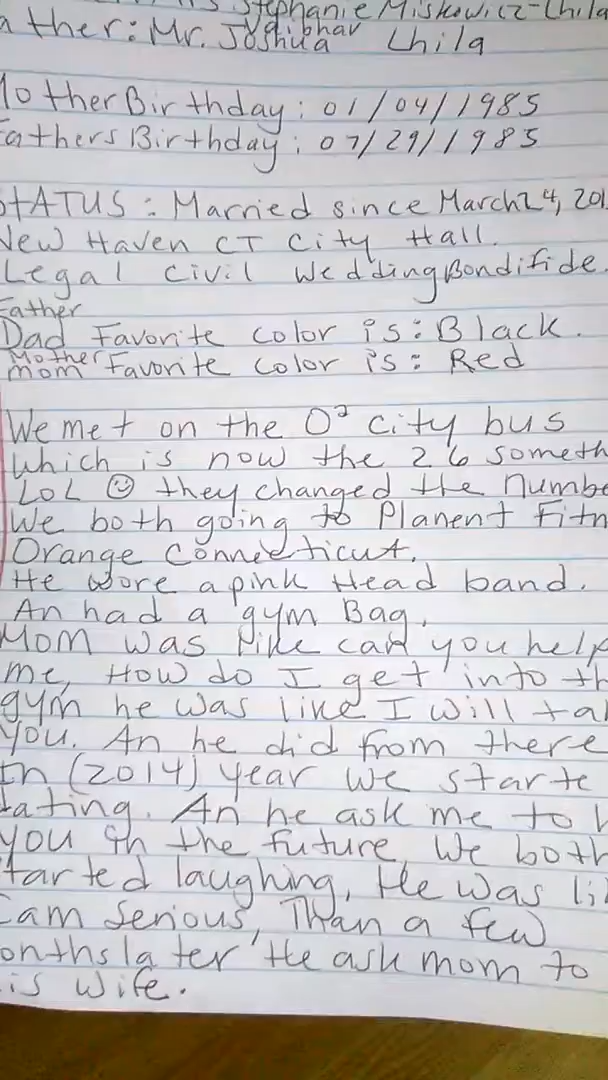 Stephanie Miskowicz-Chila
ather: Mr. Joshua Chila
Mother Birthday: 01/04/1985
Fathers Birthday: 07/29/1985
STATUS: Married since March 24, 201
New Haven CT City Hall.
Legal civil wedding Bondifide.
Father
Dad Favorite color is: Black.
Mother
mom Favorite color is: Red
We met on the O² city bus
which is now the 26 someth
LOL ☺ they changed the numbe
We both going to Planent Fitn
Orange Connecticut.
He wore a pink Head band.
An had a gym Bag.
Mom was like can you help
me, How do I get into th
gym he was like I will ta
you. An he did from there
In (2014) year we starte
dating. An he ask me to h
you in the future, We both
tarted laughing, He was li
I am Serious, Than a few
onths later He ask mom to
is wife.